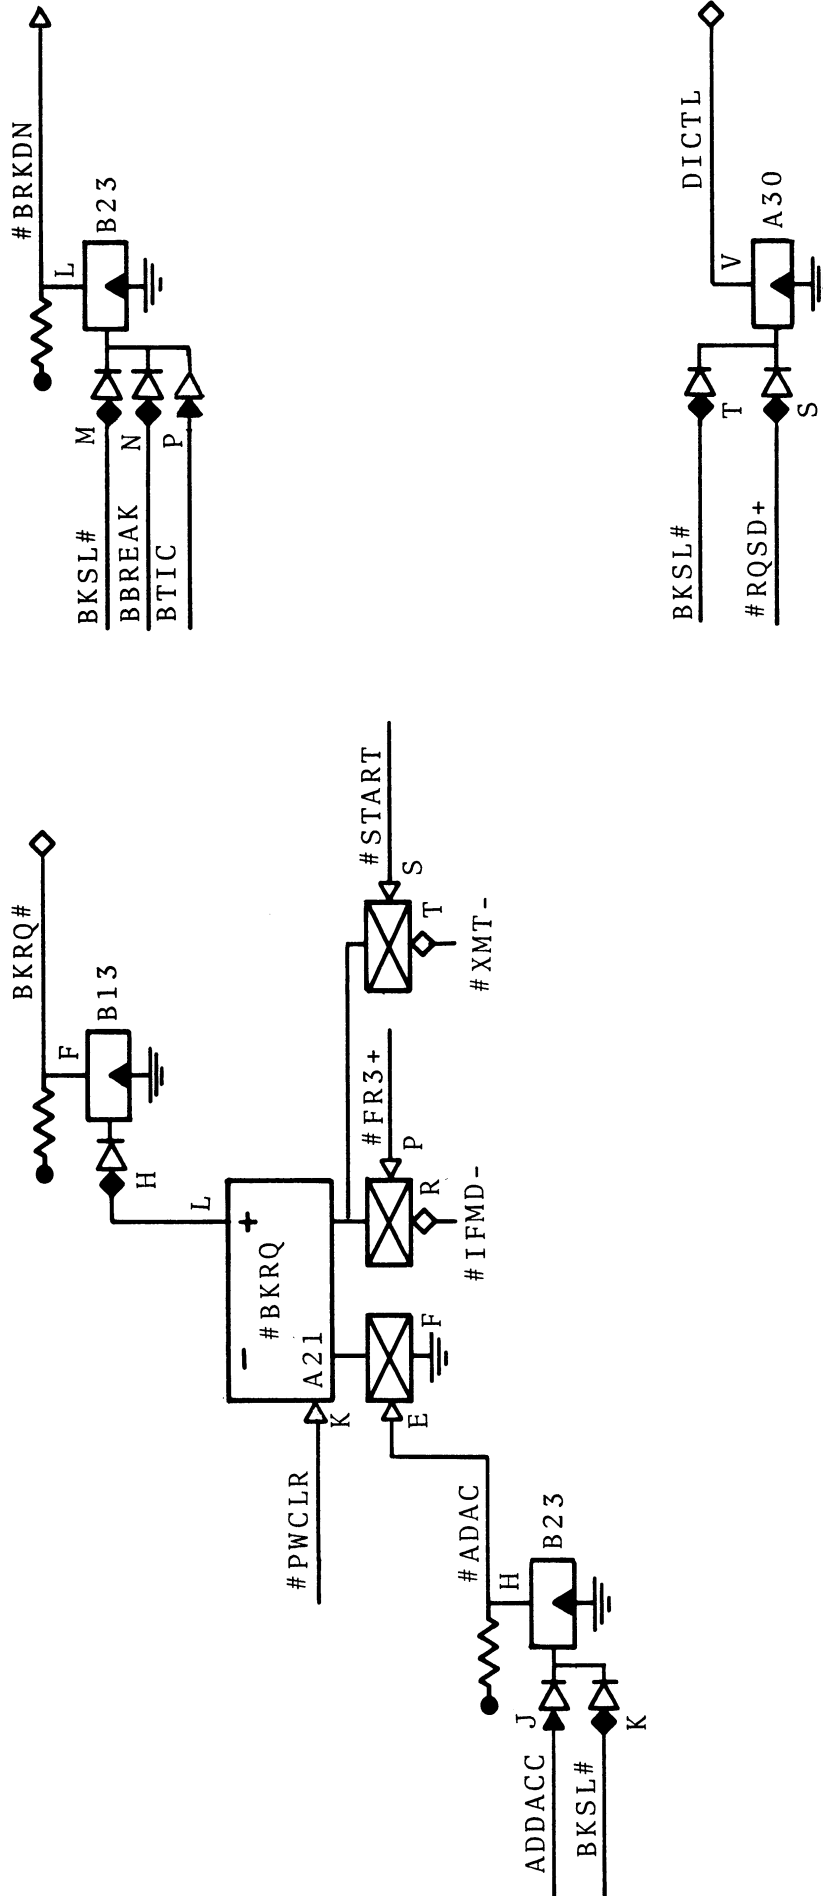 #BRKDN
L
B23
M
N
P
BKSL#
BBREAK
BTIC
DICTL
V
A30
T
S
BKSL#
#RQSD+
BKRQ#
F
B13
H
L
+
-
#BKRQ
A21
K
#PWCLR
#START
S
T
#XMT-
#FR3+
P
R
#IFMD-
F
E
#ADAC
H
B23
J
K
ADDACC
BKSL#